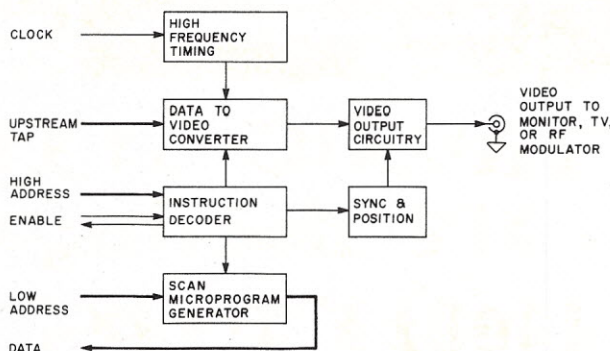 CLOCK
HIGH
FREQUENCY
TIMING
UPSTREAM
TAP
DATA TO
VIDEO
CONVERTER
VIDEO
OUTPUT
CIRCUITRY
VIDEO
OUTPUT TO
MONITOR, TV,
OR RF
MODULATOR
HIGH
ADDRESS
ENABLE
INSTRUCTION
DECODER
SYNC &
POSITION
LOW
ADDRESS
SCAN
MICROPROGRAM
GENERATOR
DATA